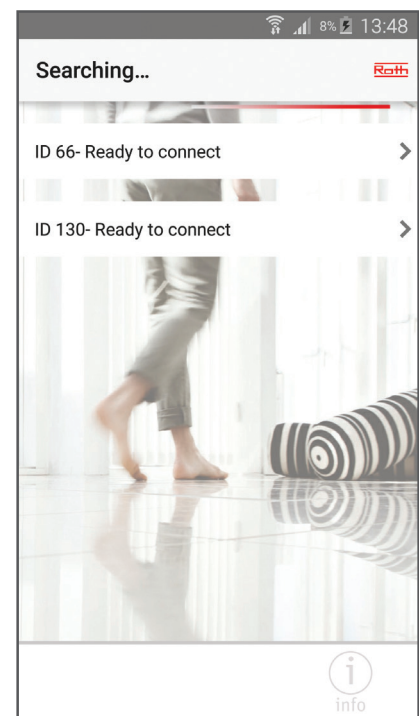 8% 13:48
Searching... Roth
ID 66- Ready to connect
ID 130- Ready to connect
i
info